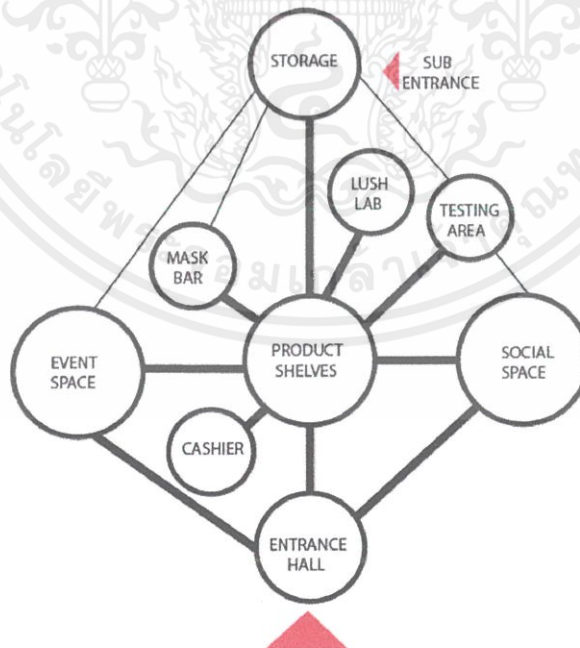 STORAGE
SUB
ENTRANCE
LUSH
LAB
TESTING
AREA
MASK
BAR
EVENT
SPACE
PRODUCT
SHELVES
SOCIAL
SPACE
CASHIER
ENTRANCE
HALL